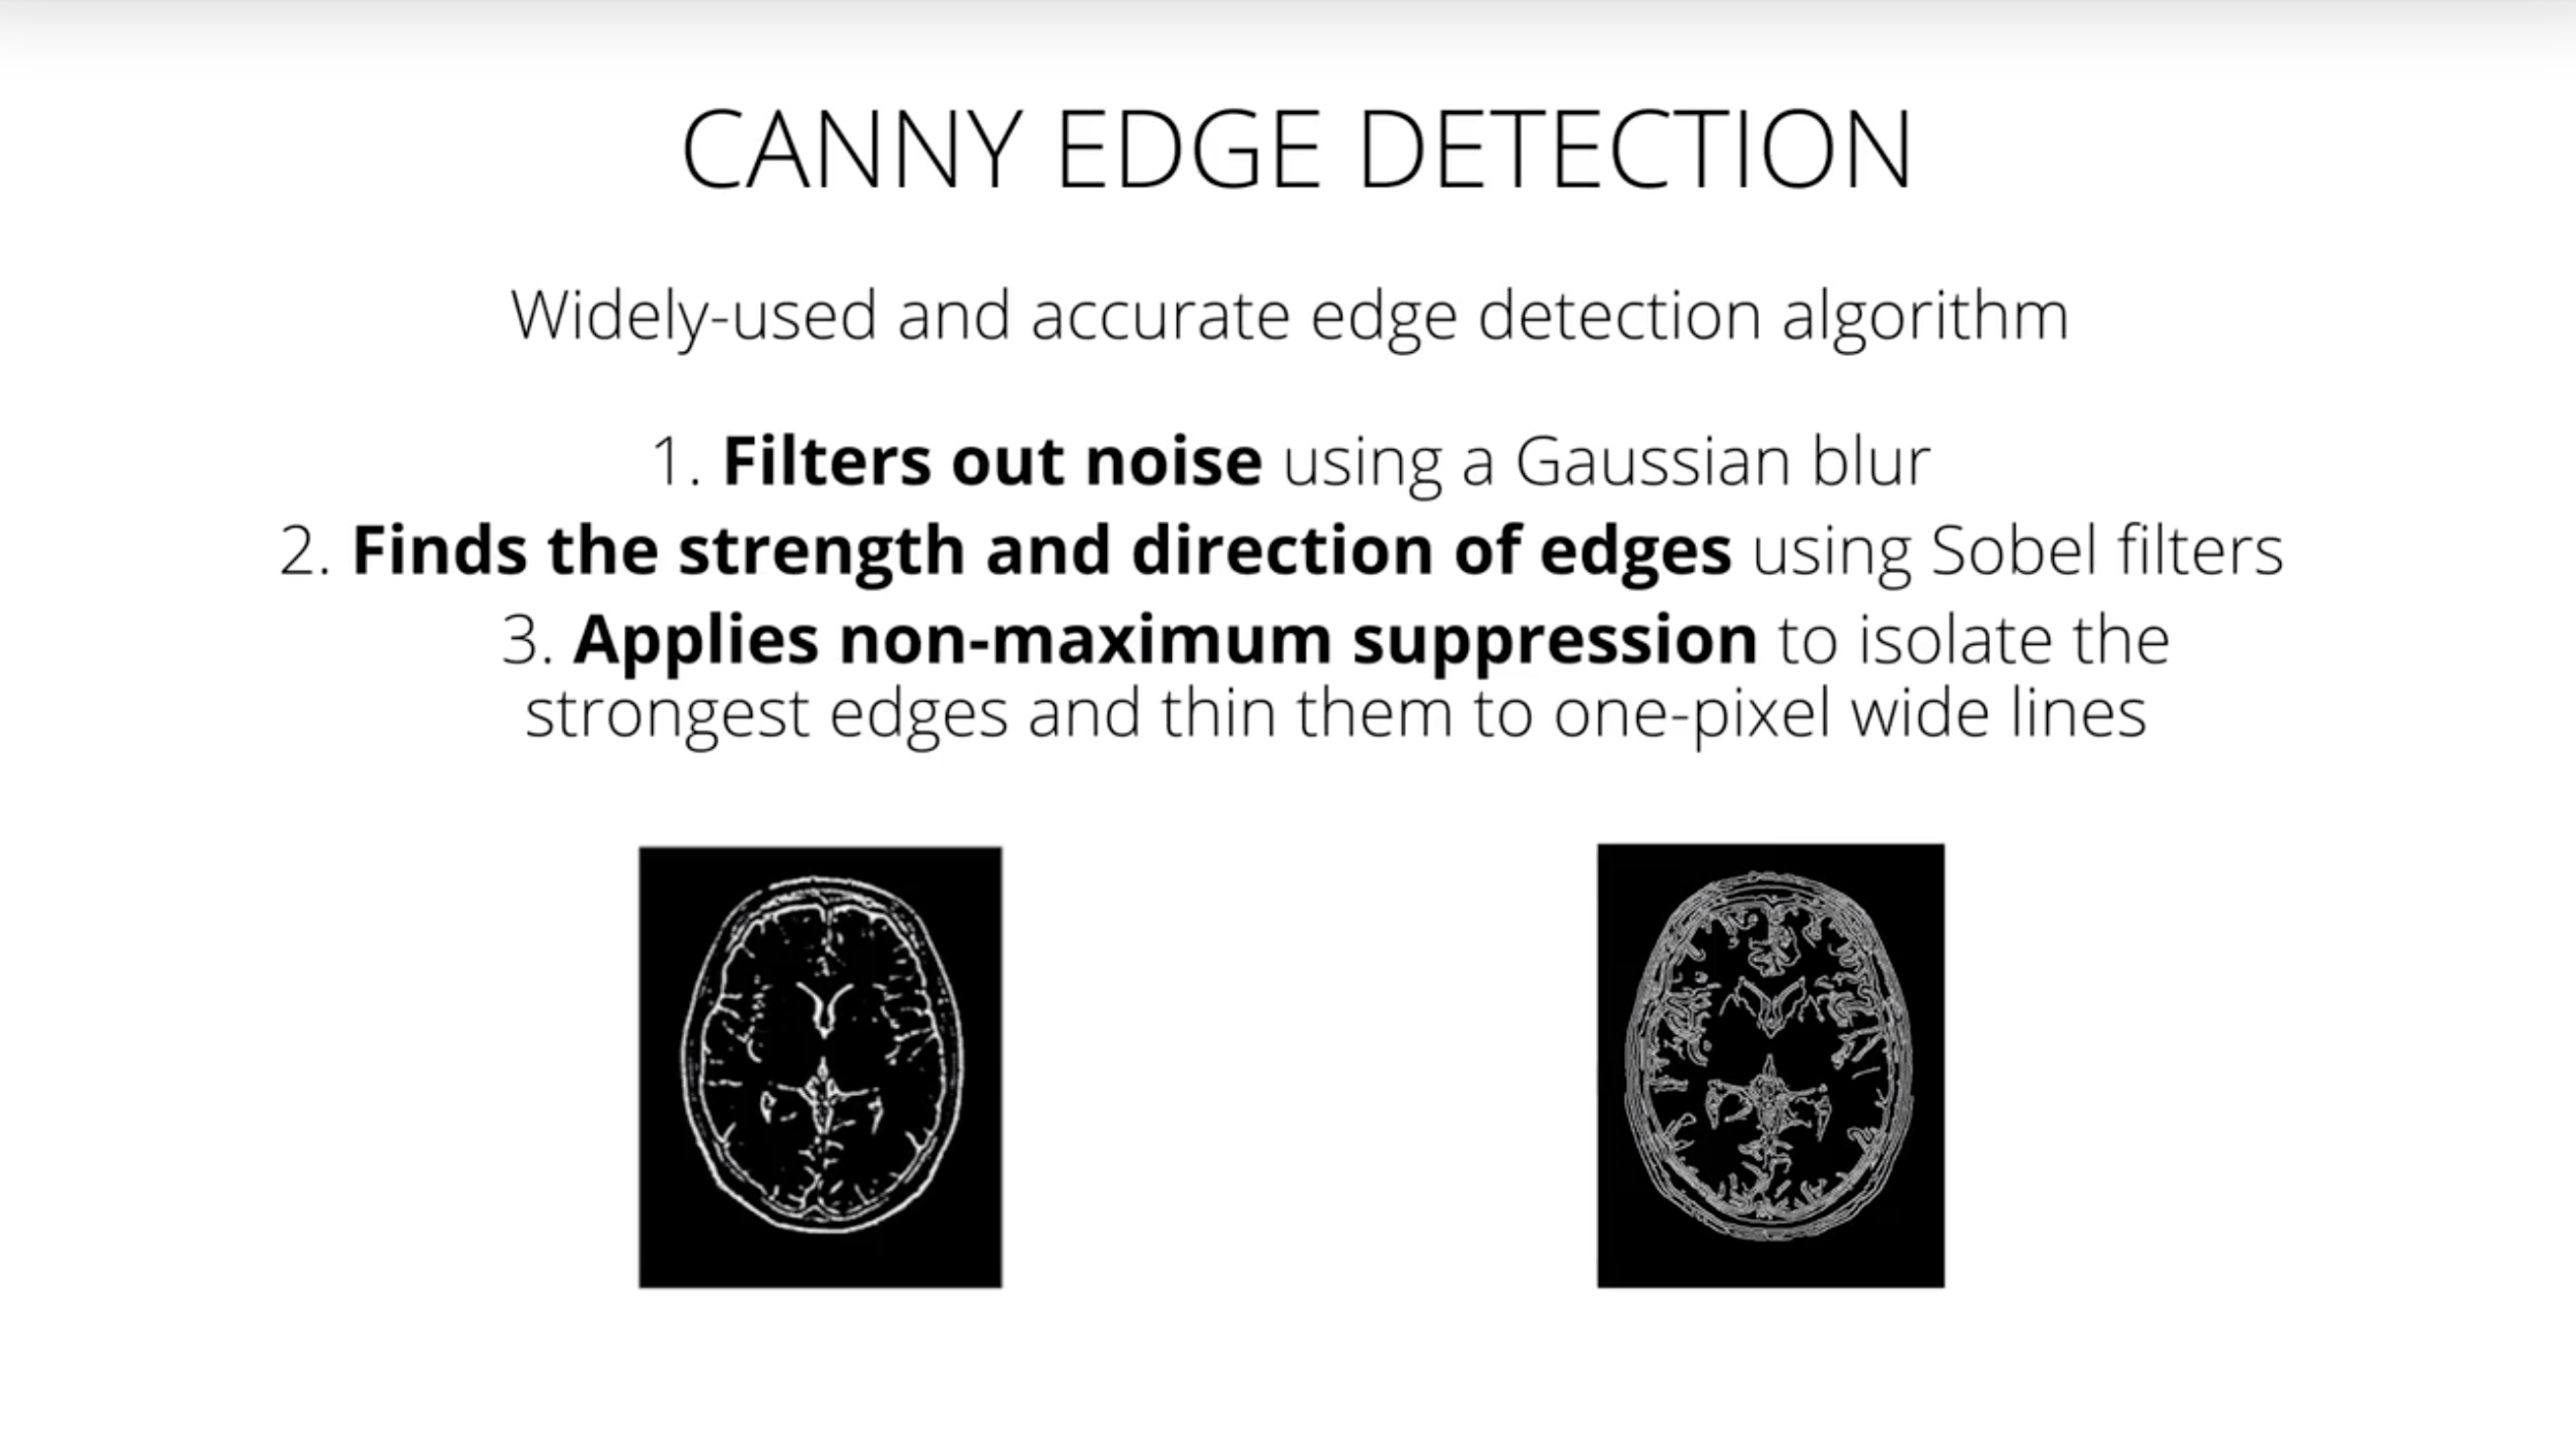 CANNY EDGE DETECTION
Widely-used and accurate edge detection algorithm
1. Filters out noise using a Gaussian blur
2. Finds the strength and direction of edges using Sobel filters
3. Applies non-maximum suppression to isolate the
strongest edges and thin them to one-pixel wide lines